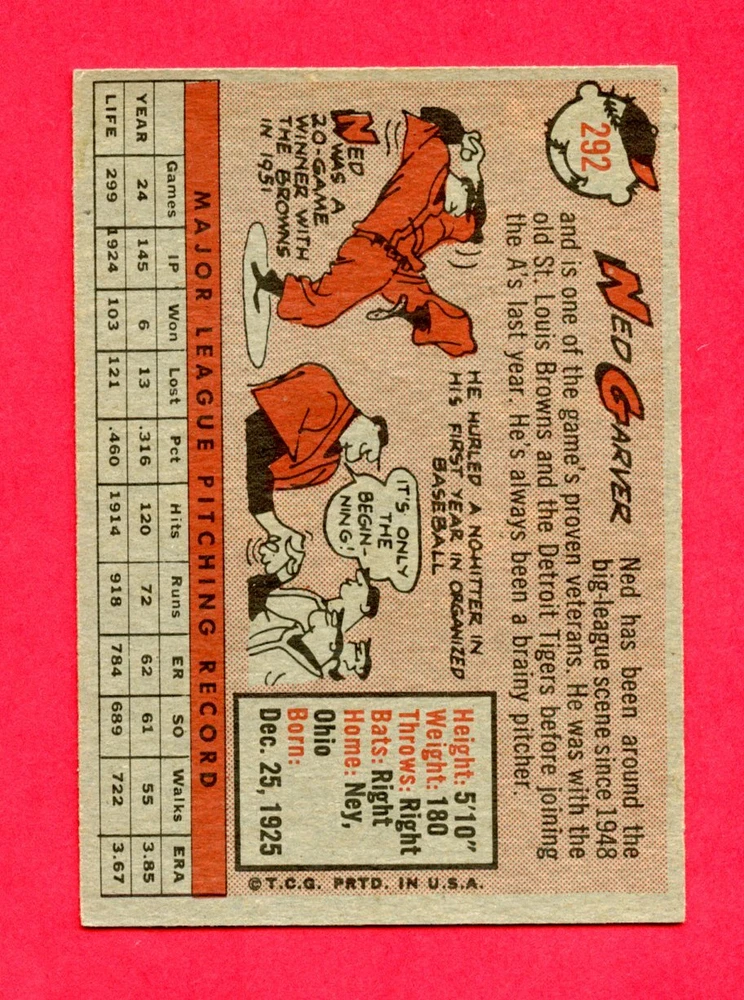 292
NED GARVER
Ned has been around the
big-league scene since 1948
and is one of the game's proven veterans. He was with the
old St. Louis Browns and the Detroit Tigers before joining
the A's last year. He's always been a brainy pitcher.
NED WAS A
20-GAME
WINNER WITH
THE BROWNS
IN 1951
HE HURLED A NO-HITTER IN
HIS FIRST YEAR IN ORGANIZED
BASEBALL
IT'S ONLY
THE
BEGIN-
NING!
Height: 5'10"
Weight: 180
Throws: Right
Bats: Right
Home: Ney,
Ohio
Born:
Dec. 25, 1925
©T.C.G. PRTD. IN U.S.A.
MAJOR LEAGUE PITCHING RECORD
Games IP Won Lost Pct Hits Runs ER SO Walks ERA
YEAR 24 145 6 13 .316 120 72 62 61 55 3.85
LIFE 299 1924 103 121 .460 1914 918 784 689 722 3.67